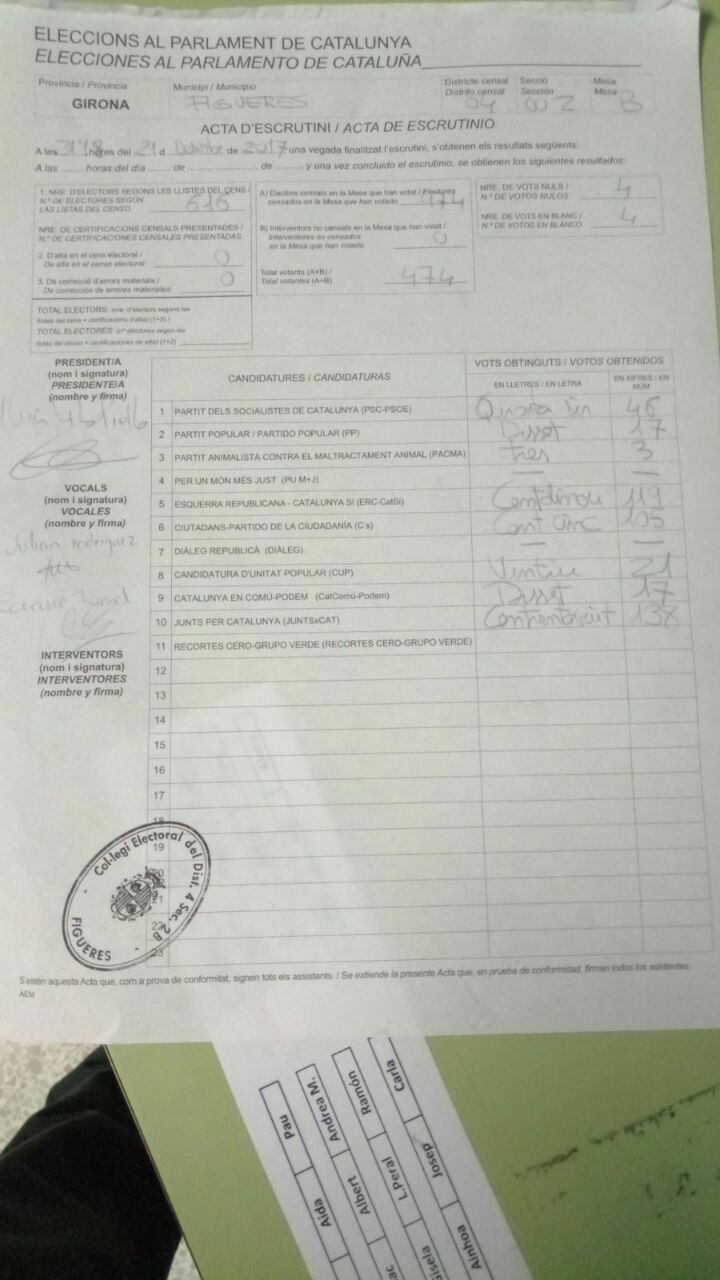 ELECCIONS AL PARLAMENT DE CATALUNYA
ELECCIONES AL PARLAMENTO DE CATALUÑA
Província / Provincia
GIRONA
Municipi / Municipio
FIGUERES
Districte censal
Distrito censal
04
Secció
Sección
002
Mesa
Mesa
B
ACTA D'ESCRUTINI / ACTA DE ESCRUTINIO
A les hores del 21 d Desembre de 2017 una vegada finalitzat l'escrutini, s'obtenen els resultats següents:
A las ........ horas del día ........ de ........................ de ........... y una vez concluido el escrutinio, se obtienen los siguientes resultados:
1. NRE. D'ELECTORS SEGONS LES LLISTES DEL CENS /
N.º DE ELECTORES SEGÚN
LAS LISTAS DEL CENSO 616
NRE. DE CERTIFICACIONS CENSALS PRESENTADES /
N.º DE CERTIFICACIONES CENSALES PRESENTADAS
2. D'alta en el cens electoral /
De alta en el censo electoral: 0
3. De correcció d'errors materials /
De corrección de errores materiales: 0
TOTAL ELECTORS: (nre. d'electors segons les
llistes del cens + certificacions d'alta) (1+2) /
TOTAL ELECTORES: (nº electores según las
listas del censo + certificaciones de alta) (1+2)
A) Electors censats en la Mesa que han votat / Electores
censados en la Mesa que han votado 474
B) Interventors no censats en la Mesa que han votat /
Interventores no censados
en la Mesa que han votado 0
Total votants (A+B) /
Total votantes (A+B) 474
NRE. DE VOTS NULS /
N.º DE VOTOS NULOS 4
NRE. DE VOTS EN BLANC /
N.º DE VOTOS EN BLANCO 4
PRESIDENT/A
(nom i signatura)
PRESIDENTE/A
(nombre y firma)
VOCALS
(nom i signatura)
VOCALES
(nombre y firma)
Julian rodriguez
INTERVENTORS
(nom i signatura)
INTERVENTORES
(nombre y firma)
CANDIDATURES / CANDIDATURAS
VOTS OBTINGUTS / VOTOS OBTENIDOS
EN LLETRES / EN LETRA
EN XIFRES / EN NÚM
1 PARTIT DELS SOCIALISTES DE CATALUNYA (PSC-PSOE) 46
2 PARTIT POPULAR / PARTIDO POPULAR (PP) Disset 17
3 PARTIT ANIMALISTA CONTRA EL MALTRACTAMENT ANIMAL (PACMA) tres 3
4 PER UN MÓN MÉS JUST (PU M+J) — —
5 ESQUERRA REPUBLICANA - CATALUNYA SÍ (ERC-CatSí) Centdinou 119
6 CIUTADANS-PARTIDO DE LA CIUDADANÍA (C's) Cent cinc 105
7 DIÀLEG REPUBLICÀ (DIÀLEG) — —
8 CANDIDATURA D'UNITAT POPULAR (CUP) 21
9 CATALUNYA EN COMÚ-PODEM (CatComú-Podem) Disset 17
10 JUNTS PER CATALUNYA (JUNTSxCAT) 138
11 RECORTES CERO-GRUPO VERDE (RECORTES CERO-GRUPO VERDE)
12
13
14
15
16
17
18
19
20
21
22
23
Col·legi Electoral del Dist. 4 Sec. 2 B
FIGUERES
S'estén aquesta Acta que, com a prova de conformitat, signen tots els assistents. / Se extiende la presente Acta que, en prueba de conformidad, firman todos los asistentes.
AEM
Pau
Andrea M.
Ramón
Carla
Aida
Albert
L.Peral
Josep
Ainhoa